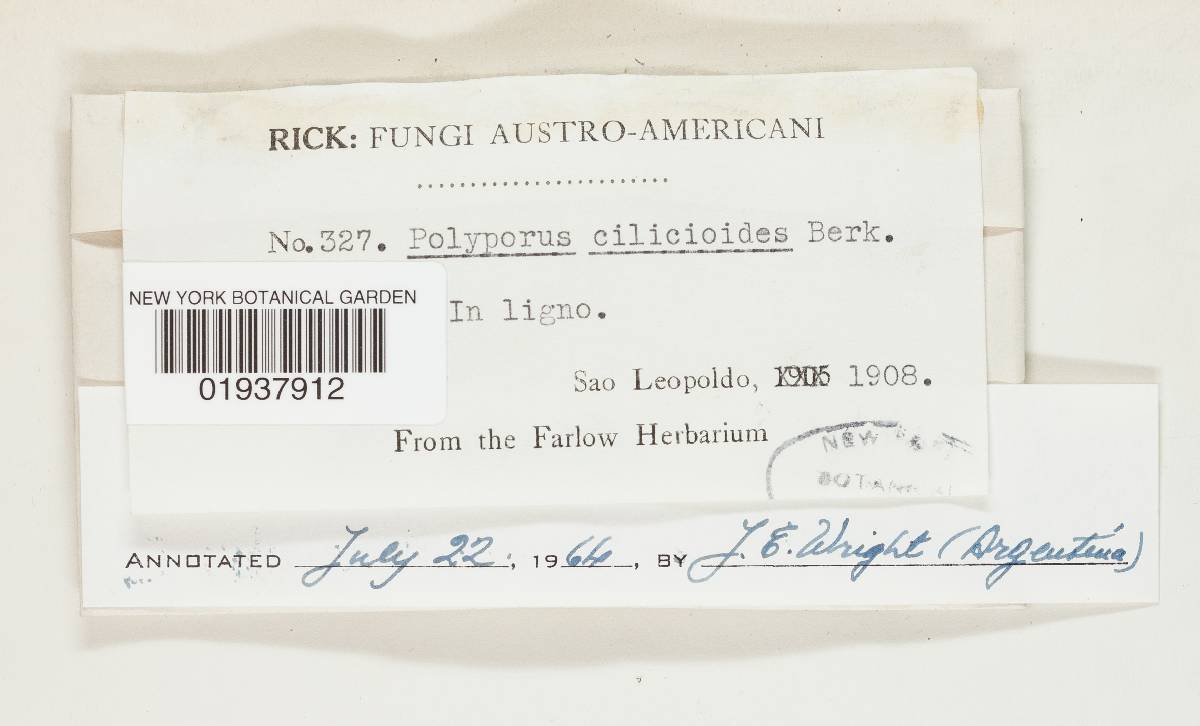 RICK: FUNGI AUSTRO-AMERICANI
No. 327. Polyporus cilicioides Berk.
NEW YORK BOTANICAL GARDEN
01937912
In ligno.
Sao Leopoldo, 1905 1908.
From the Farlow Herbarium
NEW
ANNOTATED July 22, 1964, BY J. E. Wright (Argentina)